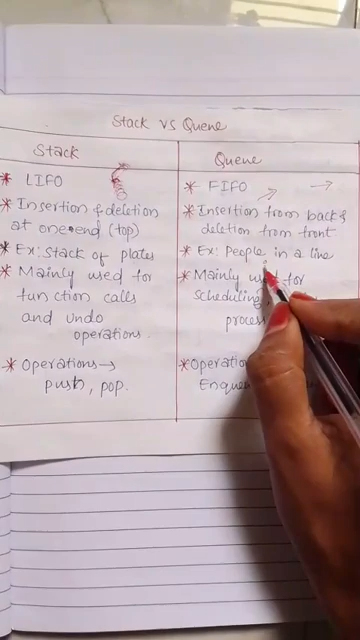 Stack vs Queue
Stack
* LIFO
* Insertion & deletion
at one end (top)
* Ex: Stack of plates
* Mainly used for
function calls
and undo
operations.
* Operations →
push, pop.
Queue
* FIFO
* Insertion from back &
deletion from front
* Ex: People in a line
* Mainly for
Scheduling